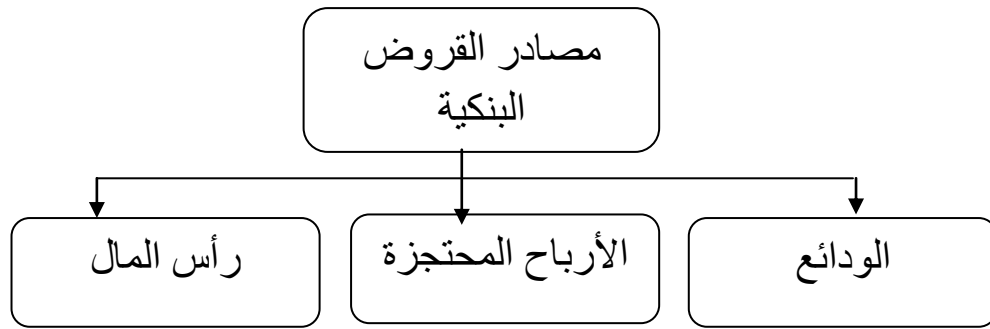 مصادر القروض
البنكية
الودائع
الأرباح المحتجزة
رأس المال